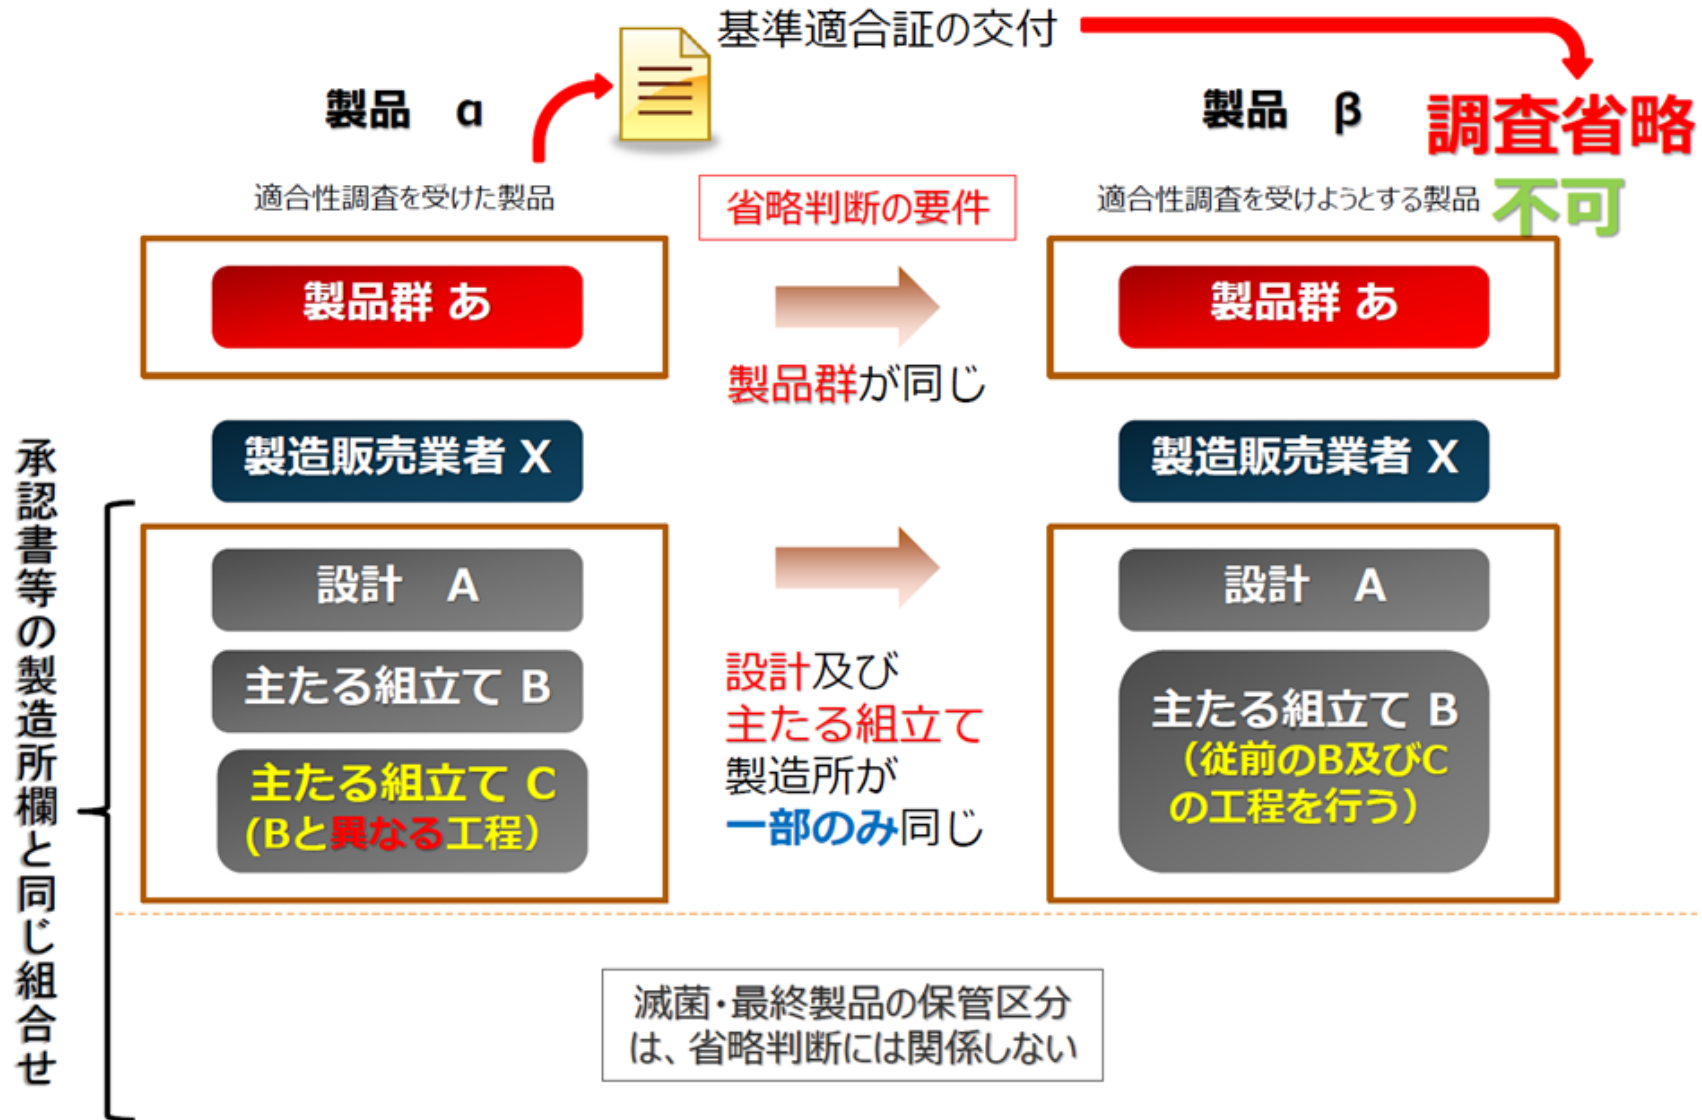 基準適合証の交付
製品　α
製品　β
調査省略
不可
適合性調査を受けた製品
省略判断の要件
適合性調査を受けようとする製品
製品群 あ
製品群が同じ
製品群 あ
製造販売業者 X
製造販売業者 X
承認書等の製造所欄と同じ組合せ
設計　A
主たる組立て B
主たる組立て C
(Bと異なる工程）
設計及び
主たる組立て
製造所が
一部のみ同じ
設計　A
主たる組立て B
（従前のB及びC
の工程を行う）
滅菌・最終製品の保管区分
は、省略判断には関係しない